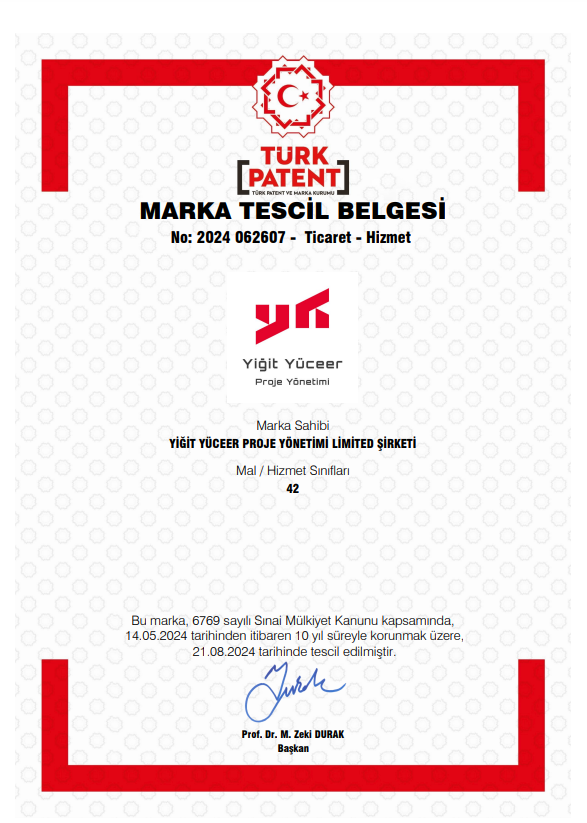 TÜRK
PATENT
TÜRK PATENT VE MARKA KURUMU
MARKA TESCİL BELGESİ
No: 2024 062607 - Ticaret - Hizmet
Yiğit Yüceer
Proje Yönetimi
Marka Sahibi
YİĞİT YÜCEER PROJE YÖNETİMİ LİMİTED ŞİRKETİ
Mal / Hizmet Sınıfları
42
Bu marka, 6769 sayılı Sınai Mülkiyet Kanunu kapsamında,
14.05.2024 tarihinden itibaren 10 yıl süreyle korunmak üzere,
21.08.2024 tarihinde tescil edilmiştir.
Prof. Dr. M. Zeki DURAK
Başkan